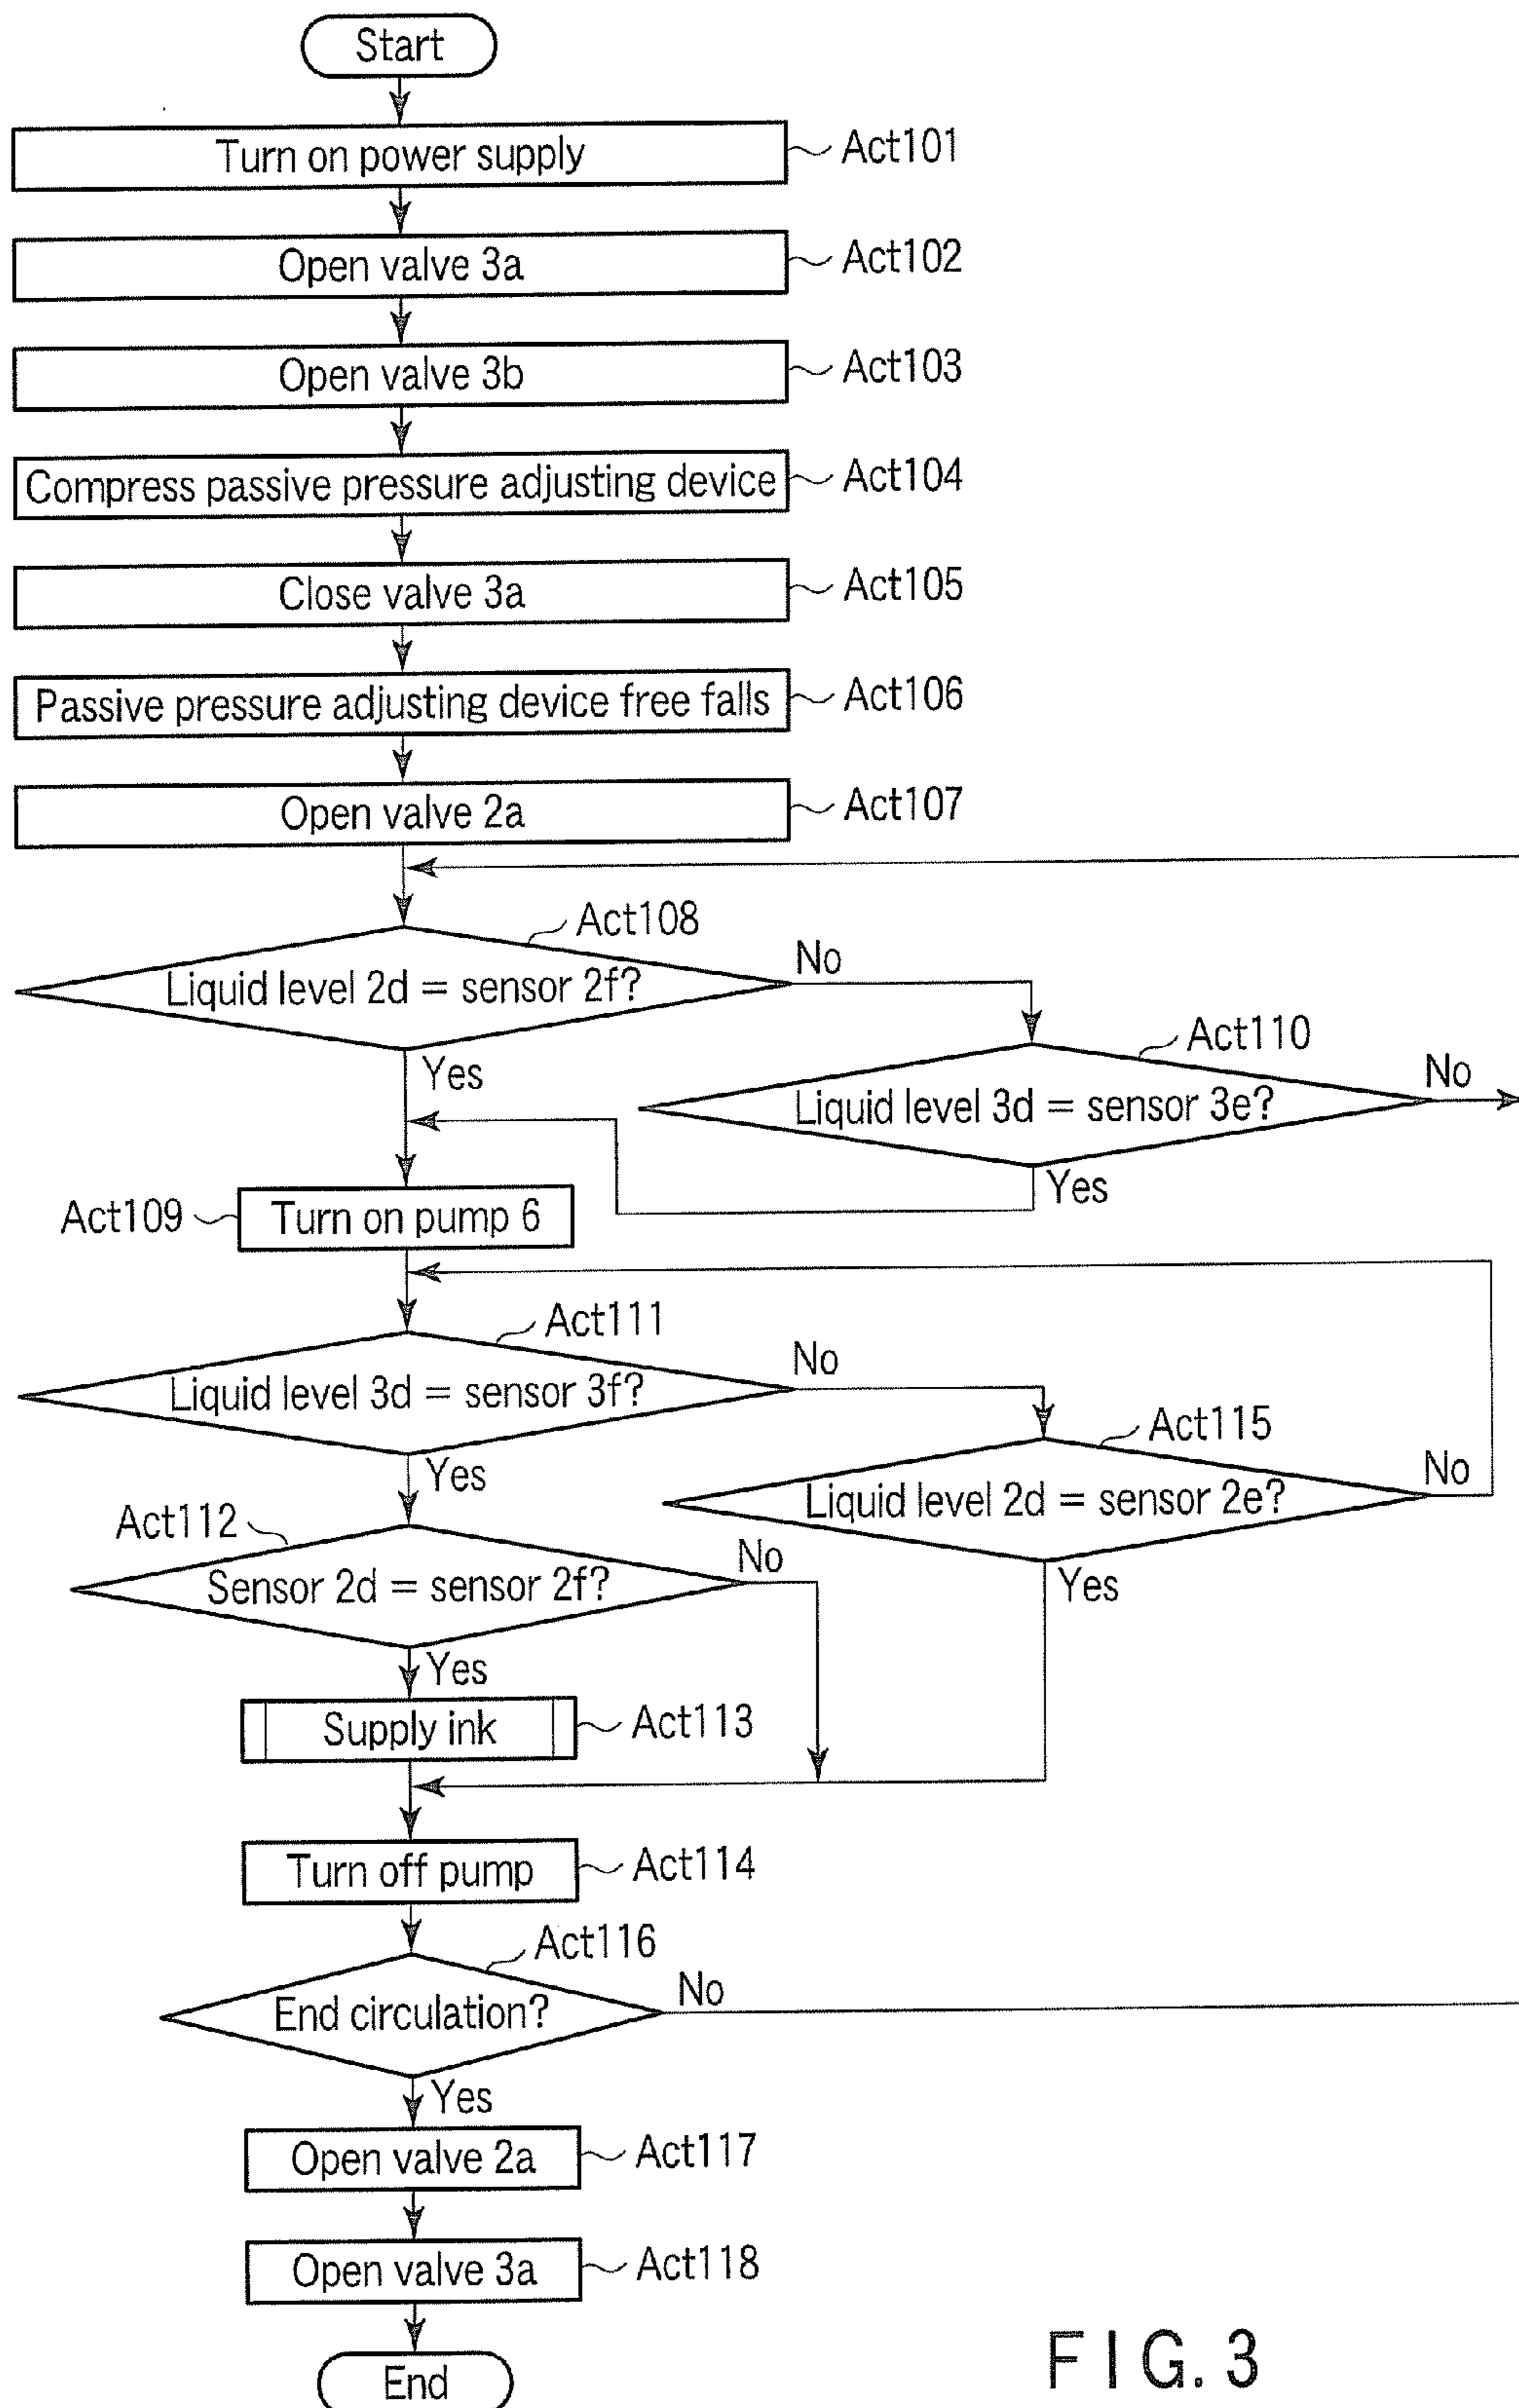 Start
Turn on power supply
Act101
Open valve 3a
Act102
Open valve 3b
Act103
Compress passive pressure adjusting device
Act104
Close valve 3a
Act105
Passive pressure adjusting device free falls
Act106
Open valve 2a
Act107
Act108
Liquid level 2d = sensor 2f?
No
Yes
Act110
Liquid level 3d = sensor 3e?
No
Yes
Act109
Turn on pump 6
Act111
Liquid level 3d = sensor 3f?
No
Yes
Act115
Liquid level 2d = sensor 2e?
No
Yes
Act112
Sensor 2d = sensor 2f?
No
Yes
Supply ink
Act113
Turn off pump
Act114
Act116
End circulation?
No
Yes
Open valve 2a
Act117
Open valve 3a
Act118
End
FIG. 3